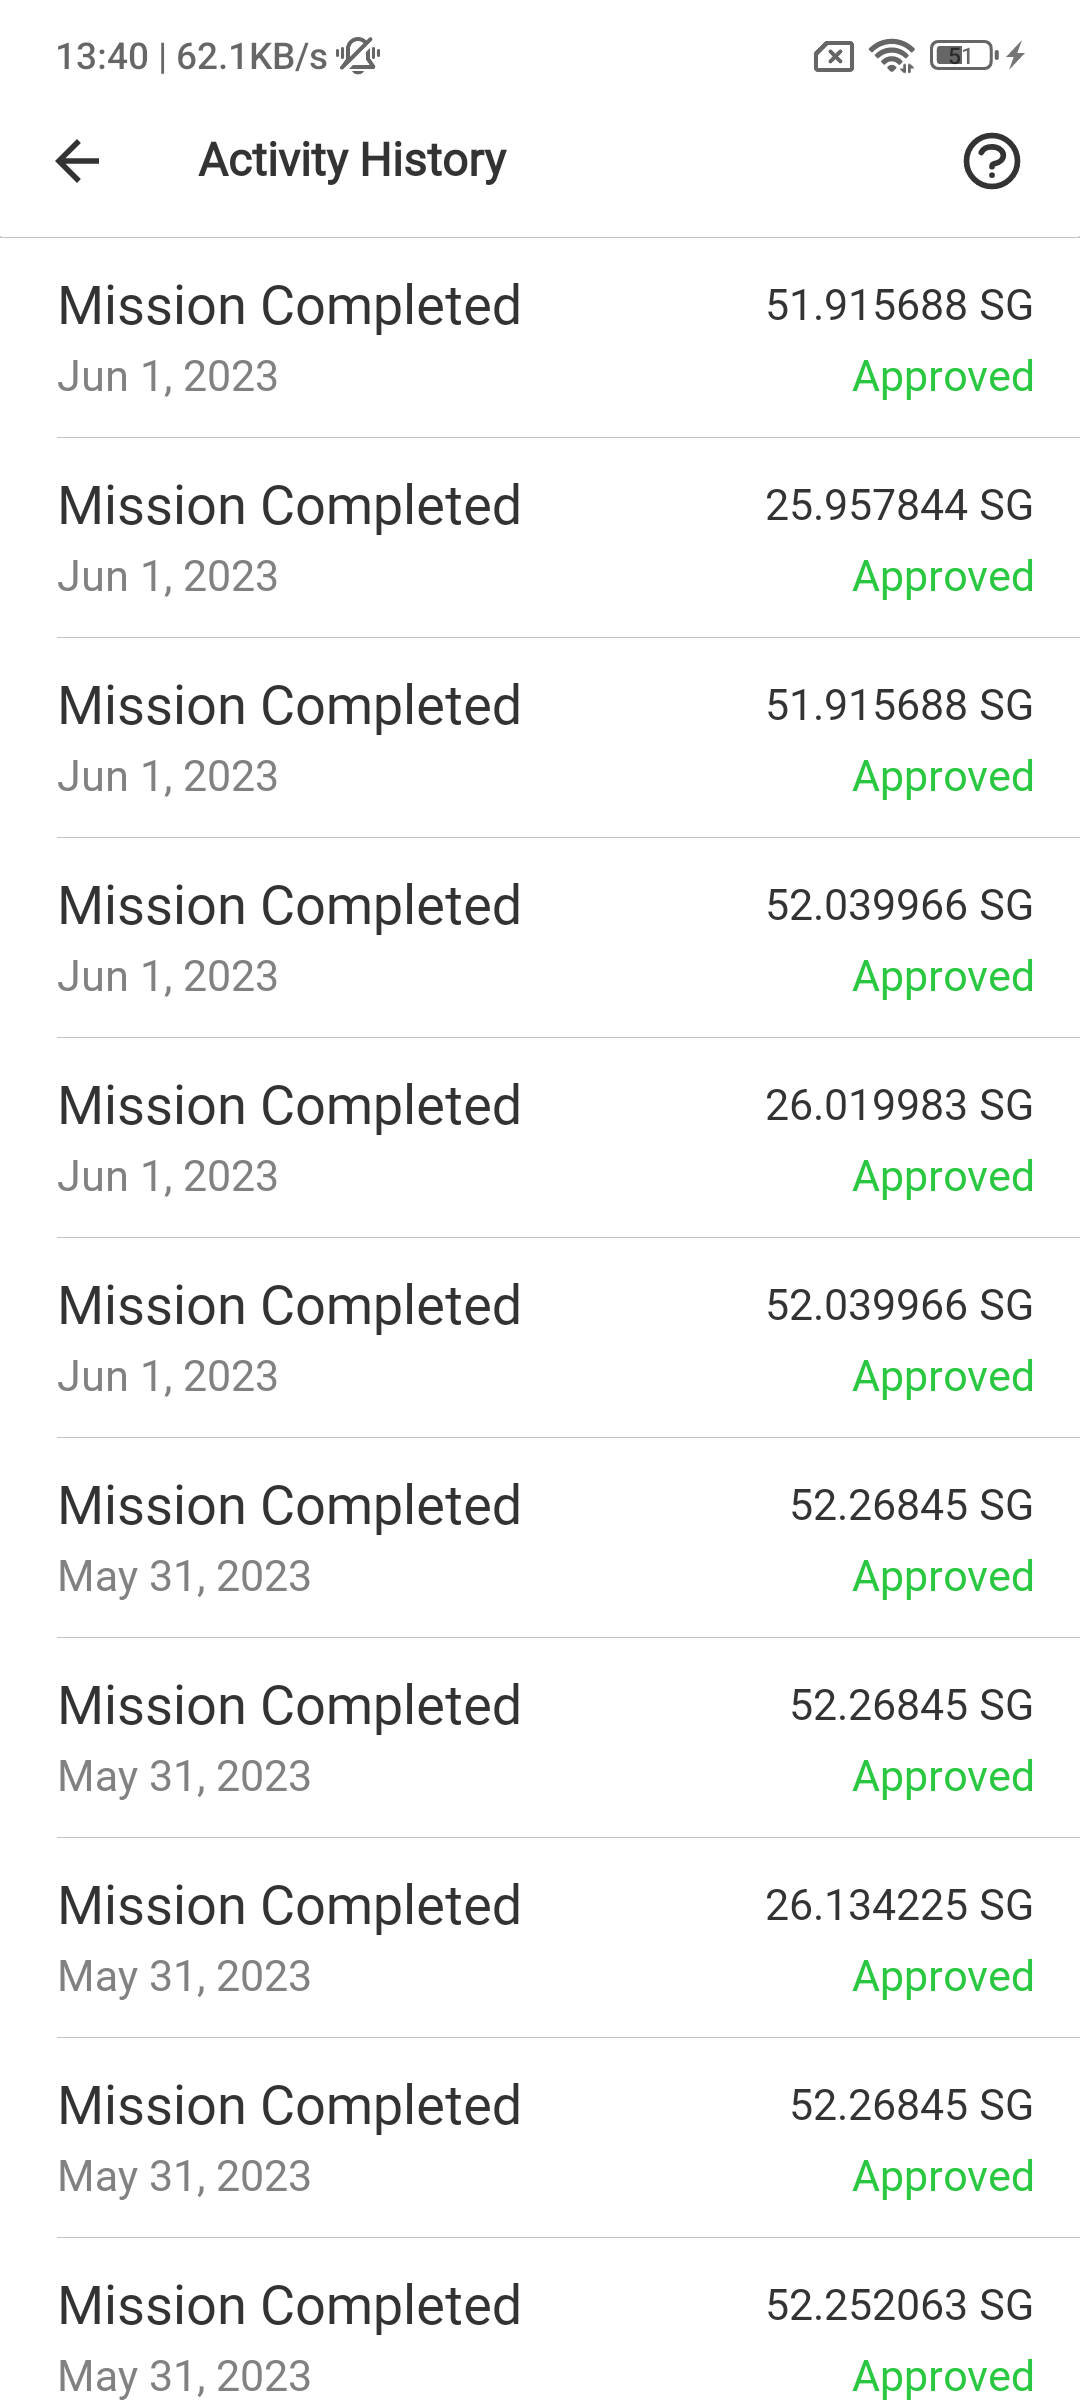 13:40 | 62.1KB/s
51
Activity History
Mission Completed 51.915688 SG
Jun 1, 2023 Approved
Mission Completed 25.957844 SG
Jun 1, 2023 Approved
Mission Completed 51.915688 SG
Jun 1, 2023 Approved
Mission Completed 52.039966 SG
Jun 1, 2023 Approved
Mission Completed 26.019983 SG
Jun 1, 2023 Approved
Mission Completed 52.039966 SG
Jun 1, 2023 Approved
Mission Completed 52.26845 SG
May 31, 2023 Approved
Mission Completed 52.26845 SG
May 31, 2023 Approved
Mission Completed 26.134225 SG
May 31, 2023 Approved
Mission Completed 52.26845 SG
May 31, 2023 Approved
Mission Completed 52.252063 SG
May 31, 2023 Approved